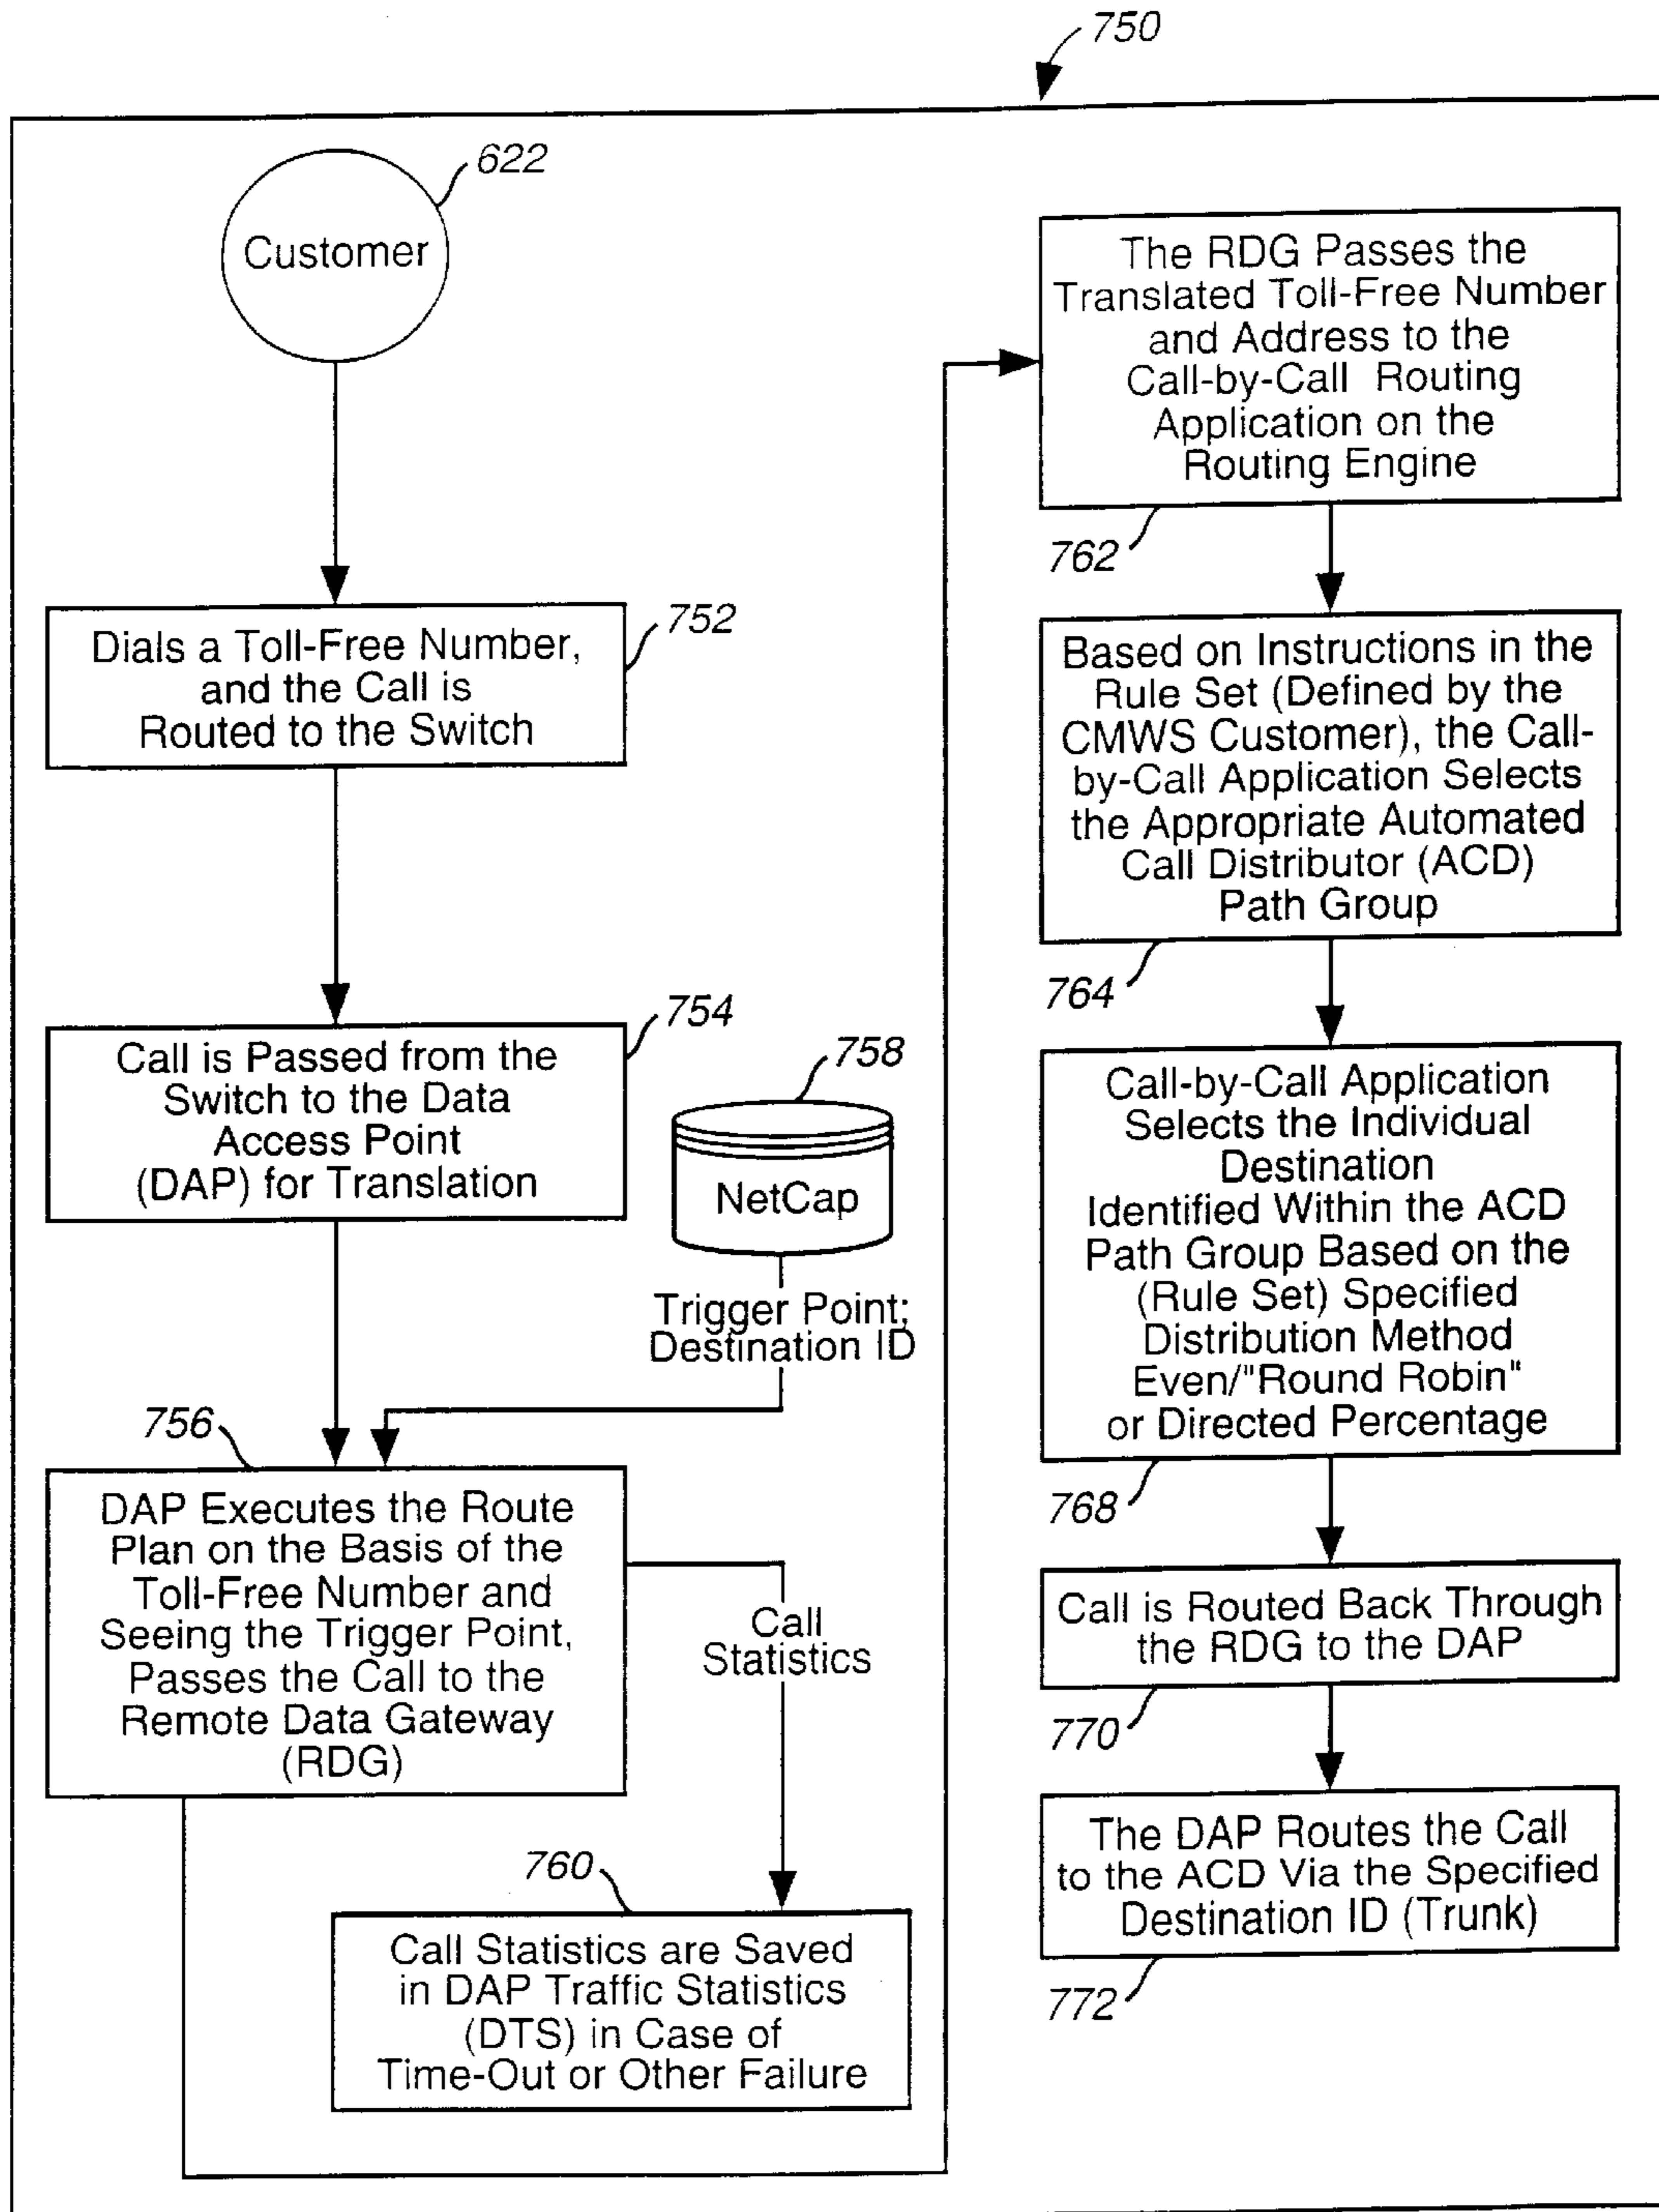 750
622
Customer
752
Dials a Toll-Free Number,
and the Call is
Routed to the Switch
754
Call is Passed from the
Switch to the Data
Access Point
(DAP) for Translation
758
NetCap
Trigger Point;
Destination ID
756
DAP Executes the Route
Plan on the Basis of the
Toll-Free Number and
Seeing the Trigger Point,
Passes the Call to the
Remote Data Gateway
(RDG)
Call
Statistics
760
Call Statistics are Saved
in DAP Traffic Statistics
(DTS) in Case of
Time-Out or Other Failure
The RDG Passes the
Translated Toll-Free Number
and Address to the
Call-by-Call Routing
Application on the
Routing Engine
762
Based on Instructions in the
Rule Set (Defined by the
CMWS Customer), the Call-
by-Call Application Selects
the Appropriate Automated
Call Distributor (ACD)
Path Group
764
Call-by-Call Application
Selects the Individual
Destination
Identified Within the ACD
Path Group Based on the
(Rule Set) Specified
Distribution Method
Even/"Round Robin"
or Directed Percentage
768
Call is Routed Back Through
the RDG to the DAP
770
The DAP Routes the Call
to the ACD Via the Specified
Destination ID (Trunk)
772